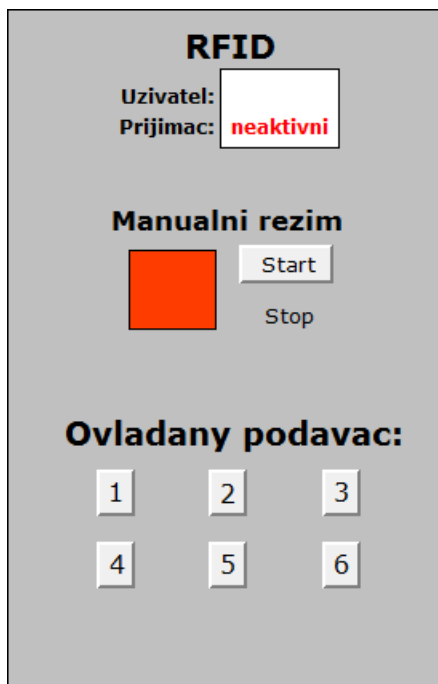 RFID
Uzivatel:
Prijimac: neaktivni
Manualni rezim
Start
Stop
Ovladany podavac:
1 2 3
4 5 6